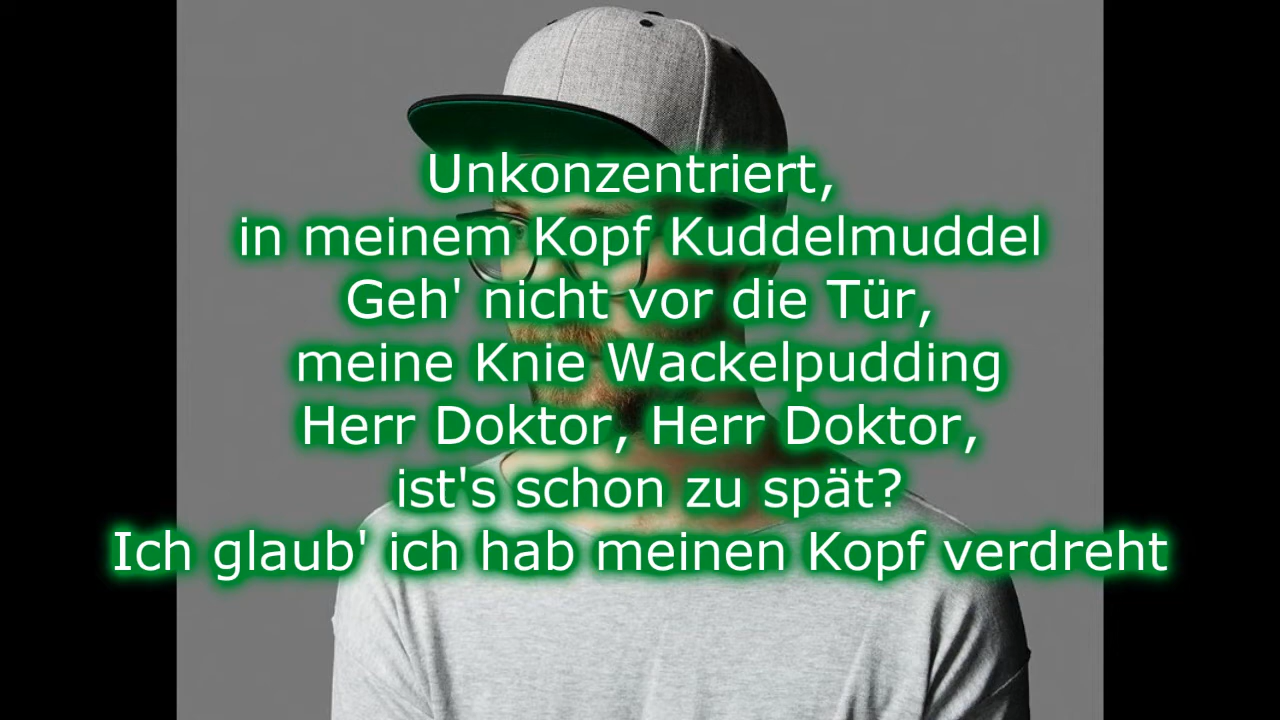 Unkonzentriert,
in meinem Kopf Kuddelmuddel
Geh' nicht vor die Tür,
meine Knie Wackelpudding
Herr Doktor, Herr Doktor,
ist's schon zu spät?
Ich glaub' ich hab meinen Kopf verdreht